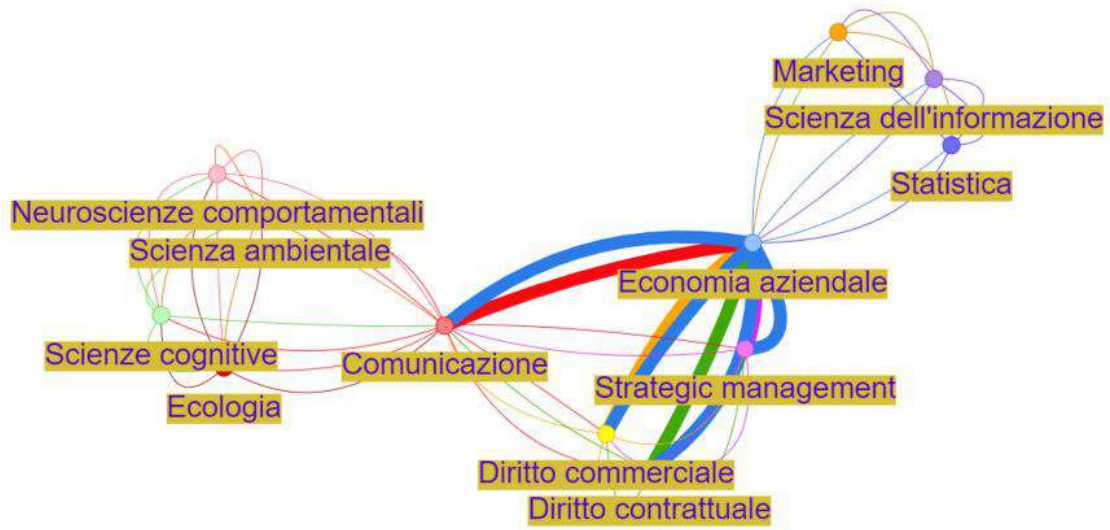 Marketing
Scienza dell'informazione
Statistica
Neuroscienze comportamentali
Scienza ambientale
Economia aziendale
Scienze cognitive
Comunicazione
Strategic management
Ecologia
Diritto commerciale
Diritto contrattuale